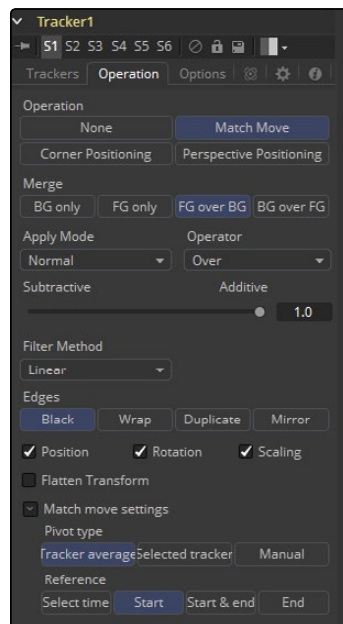 Tracker1
S1 S2 S3 S4 S5 S6
Trackers Operation Options
Operation
None Match Move
Corner Positioning Perspective Positioning
Merge
BG only FG only FG over BG BG over FG
Apply Mode Operator
Normal Over
Subtractive Additive
1.0
Filter Method
Linear
Edges
Black Wrap Duplicate Mirror
Position Rotation Scaling
Flatten Transform
Match move settings
Pivot type
Tracker average Selected tracker Manual
Reference
Select time Start Start & end End